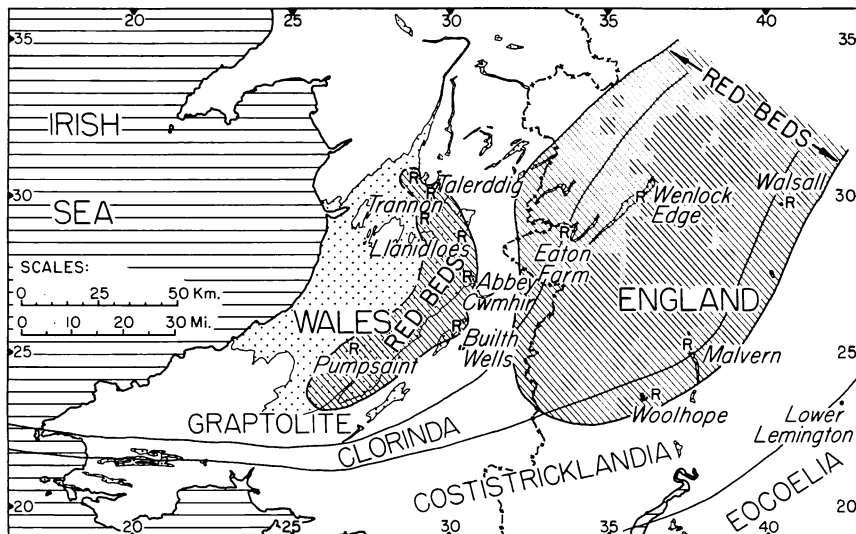 20 25 30 35 40
35 35
RED BEDS
IRISH
SEA
30 30
R Talerddig
R
Trannon
R
R
Llanidloes
R Wenlock
Edge
Walsall
R
R
Eaton
Farm
SCALES:
0 25 50 Km.
0 10 20 30 Mi.
R
Abbey
Cwmhir
RED BEDS
WALES
ENGLAND
R
Builth
Wells
25 25
R
Pumpsaint
R
Malvern
R
Woolhope
GRAPTOLITE
CLORINDA
COSTISTRICKLANDIA
Lower
Lemington
EOCOELIA
20 20
20 25 30 35 40